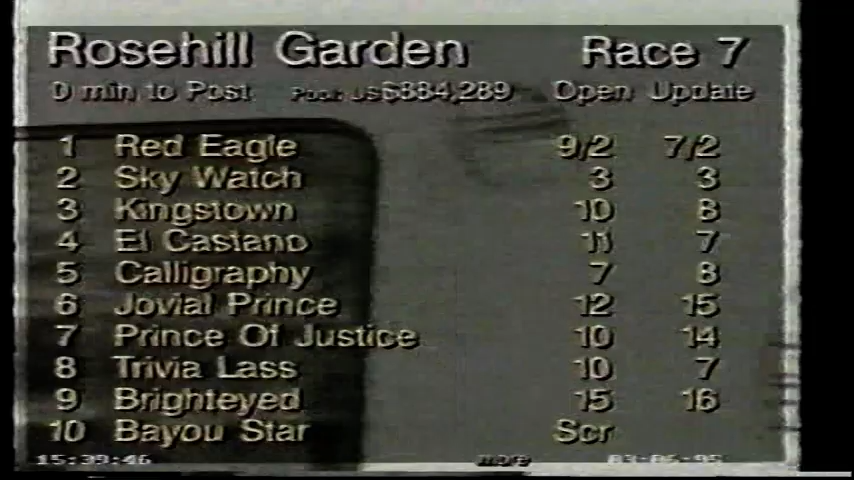 Rosehill Garden Race 7
0 min to Post Pool US$884,289 Open Update
1 Red Eagle 9/2 7/2
2 Sky Watch 3 3
3 Kingstown 10 8
4 El Castano 11 7
5 Calligraphy 7 8
6 Jovial Prince 12 15
7 Prince Of Justice 10 14
8 Trivia Lass 10 7
9 Brighteyed 15 16
10 Bayou Star Scr
15:39:46 more